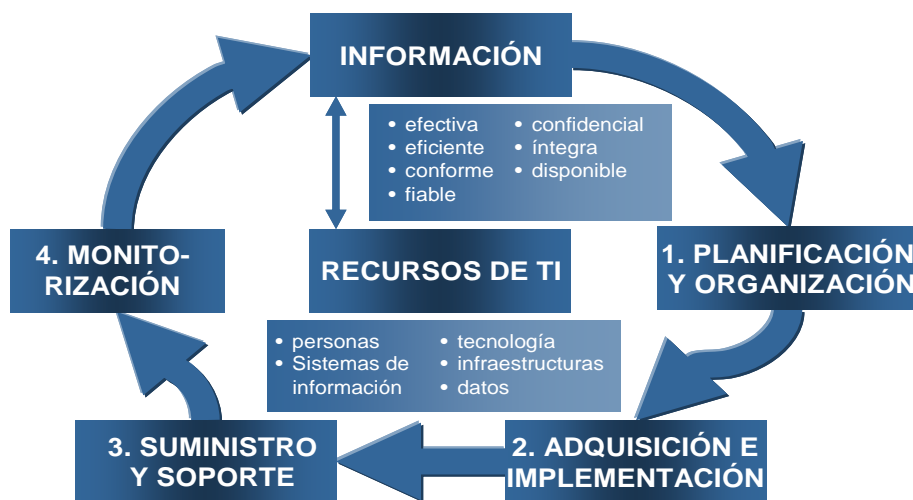 INFORMACIÓN
• efectiva
• eficiente
• conforme
• fiable
• confidencial
• íntegra
• disponible
4. MONITO-
RIZACIÓN
RECURSOS DE TI
1. PLANIFICACIÓN
Y ORGANIZACIÓN
• personas
• Sistemas de
información
• tecnología
• infraestructuras
• datos
3. SUMINISTRO
Y SOPORTE
2. ADQUISICIÓN E
IMPLEMENTACIÓN